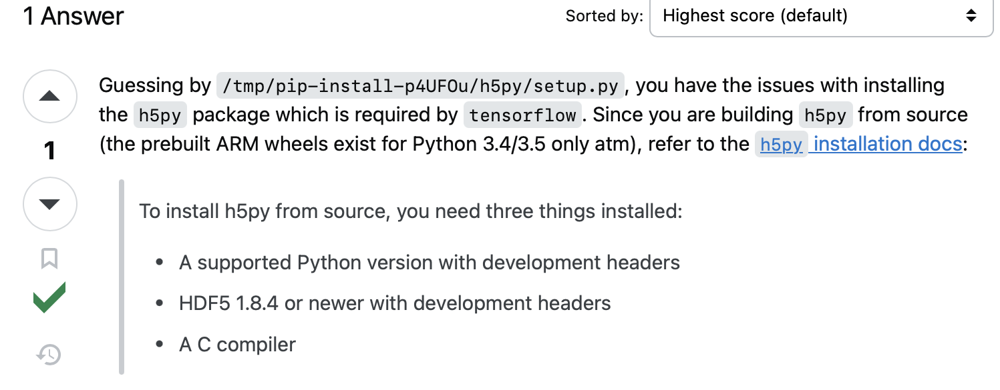 1 Answer
Sorted by: Highest score (default)
Guessing by /tmp/pip-install-p4UFOu/h5py/setup.py, you have the issues with installing
the h5py package which is required by tensorflow. Since you are building h5py from source
(the prebuilt ARM wheels exist for Python 3.4/3.5 only atm), refer to the h5py installation docs:
1
To install h5py from source, you need three things installed:
• A supported Python version with development headers
• HDF5 1.8.4 or newer with development headers
• A C compiler